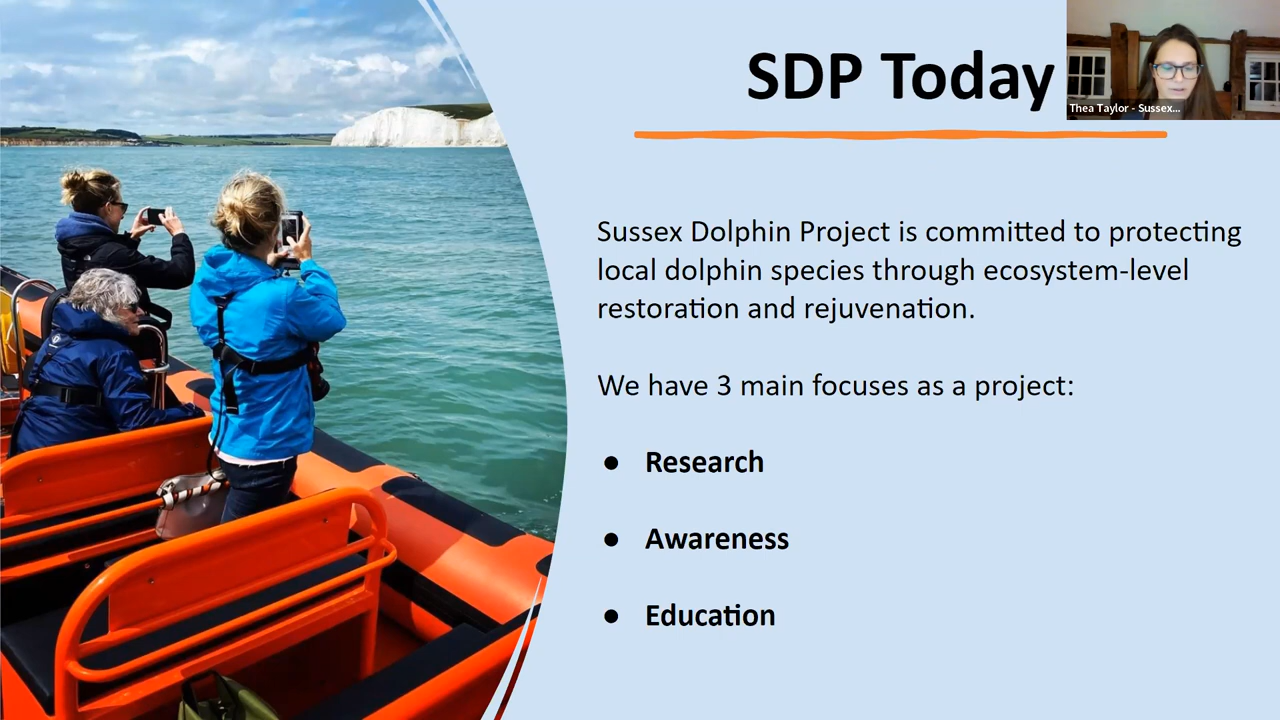 SDP Today
Thea Taylor - Sussex...
Sussex Dolphin Project is committed to protecting
local dolphin species through ecosystem-level
restoration and rejuvenation.
We have 3 main focuses as a project:
● Research
● Awareness
● Education